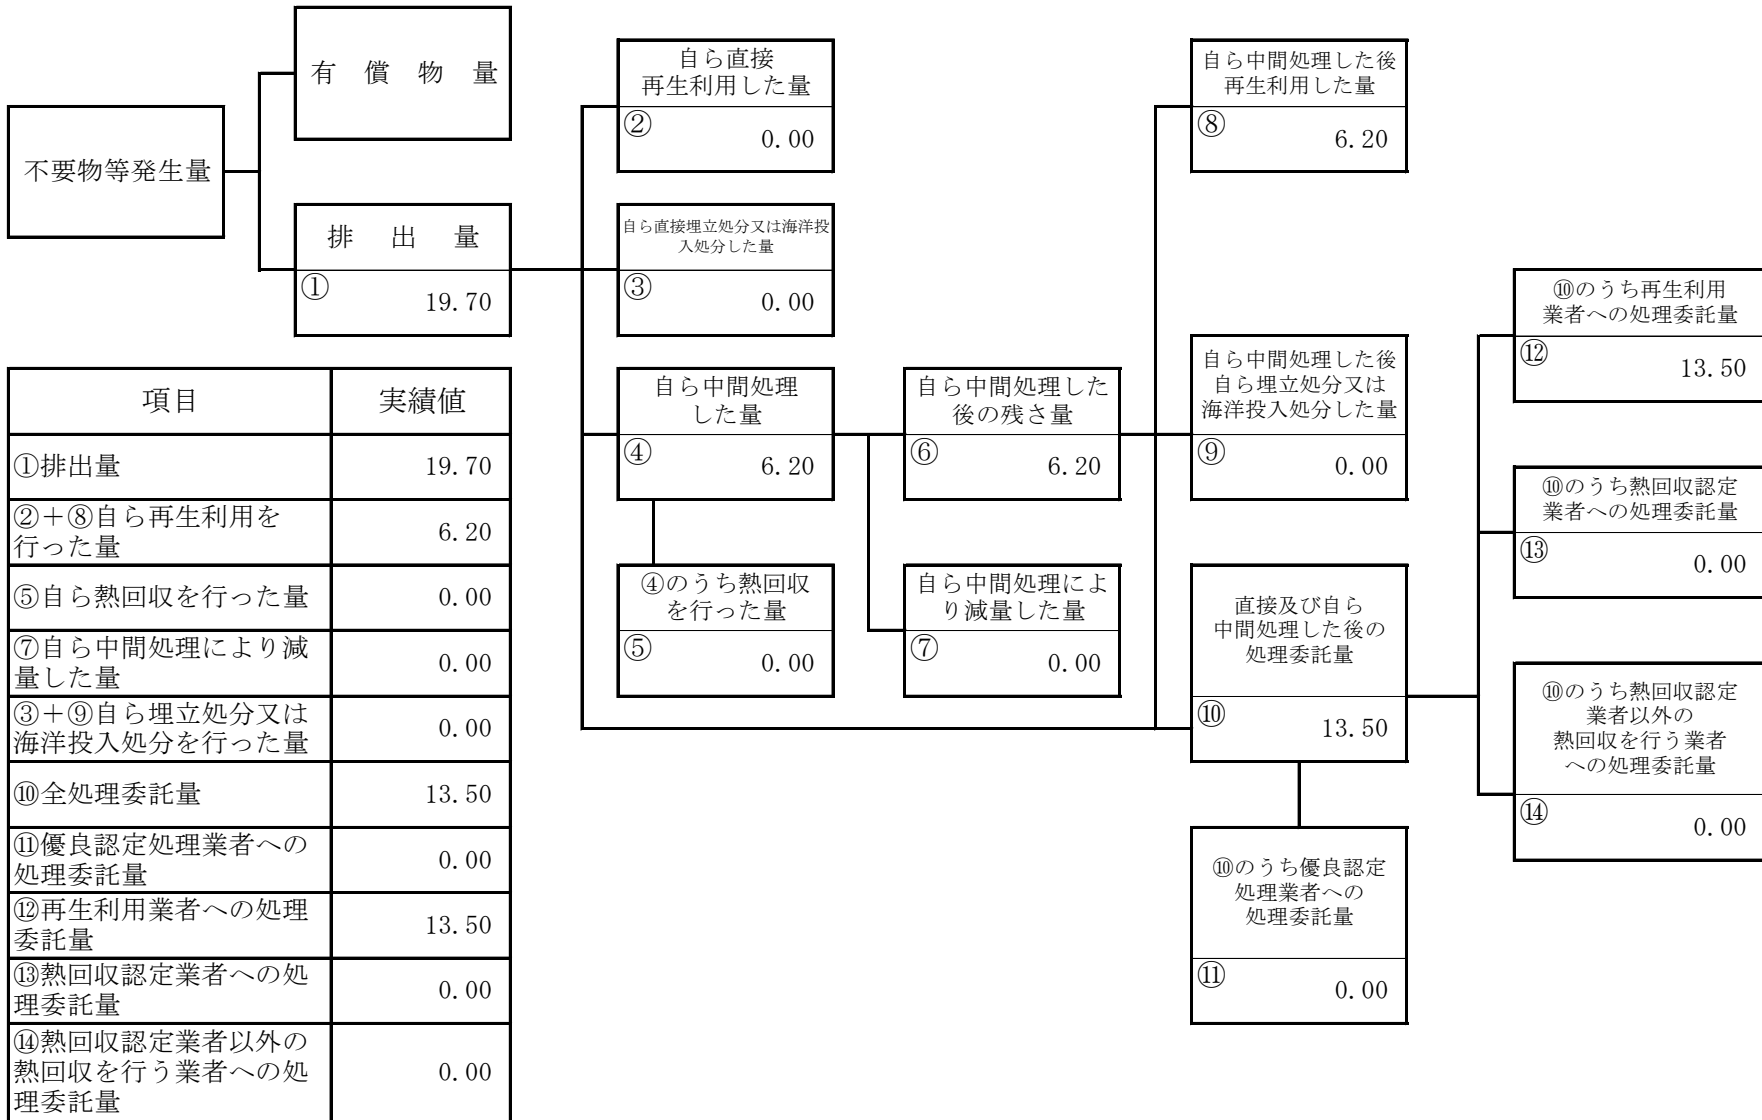 不要物等発生量
有 償 物 量
排 出 量
① 19.70
自ら直接
再生利用した量
② 0.00
自ら直接埋立処分又は海洋投
入処分した量
③ 0.00
自ら中間処理
した量
④ 6.20
④のうち熱回収
を行った量
⑤ 0.00
自ら中間処理した
後の残さ量
⑥ 6.20
自ら中間処理によ
り減量した量
⑦ 0.00
自ら中間処理した後
再生利用した量
⑧ 6.20
自ら中間処理した後
自ら埋立処分又は
海洋投入処分した量
⑨ 0.00
直接及び自ら
中間処理した後の
処理委託量
⑩ 13.50
⑩のうち優良認定
処理業者への
処理委託量
⑪ 0.00
⑩のうち再生利用
業者への処理委託量
⑫ 13.50
⑩のうち熱回収認定
業者への処理委託量
⑬ 0.00
⑩のうち熱回収認定
業者以外の
熱回収を行う業者
への処理委託量
⑭ 0.00
項目 実績値
①排出量 19.70
②＋⑧自ら再生利用を
行った量 6.20
⑤自ら熱回収を行った量 0.00
⑦自ら中間処理により減
量した量 0.00
③＋⑨自ら埋立処分又は
海洋投入処分を行った量 0.00
⑩全処理委託量 13.50
⑪優良認定処理業者への
処理委託量 0.00
⑫再生利用業者への処理
委託量 13.50
⑬熱回収認定業者への処
理委託量 0.00
⑭熱回収認定業者以外の
熱回収を行う業者への処
理委託量 0.00